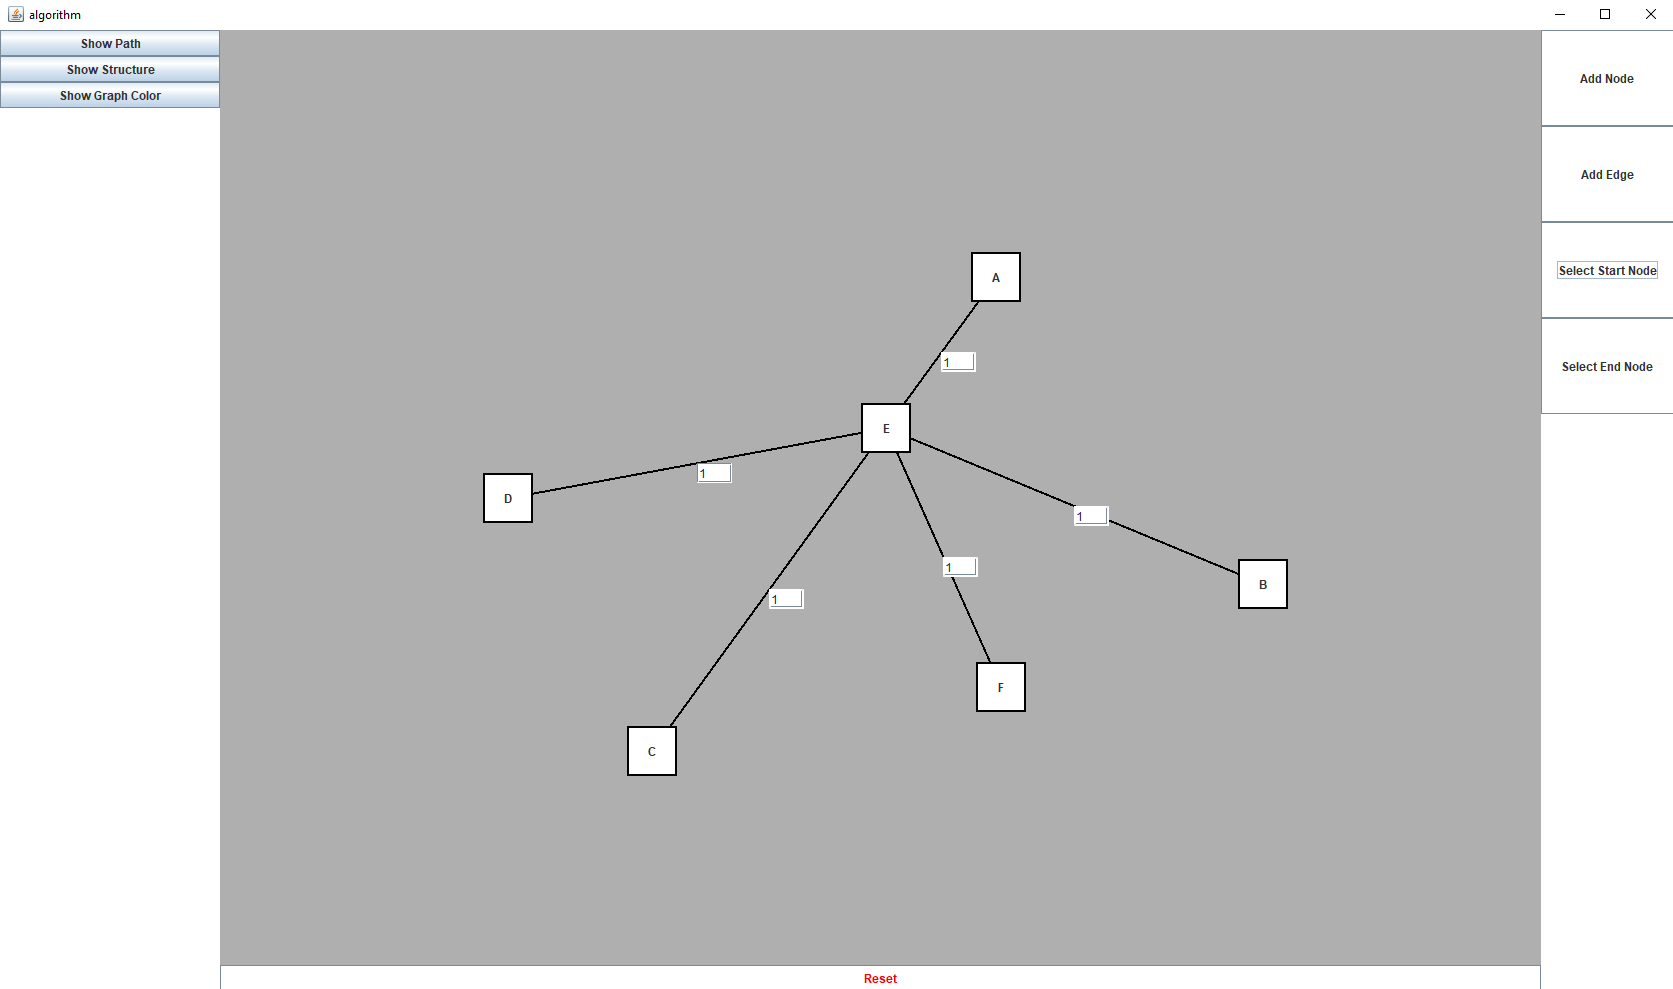 algorithm
Show Path
Show Structure
Show Graph Color
Add Node
Add Edge
Select Start Node
Select End Node
A
1
E
1
D
1
B
1
1
F
C
Reset